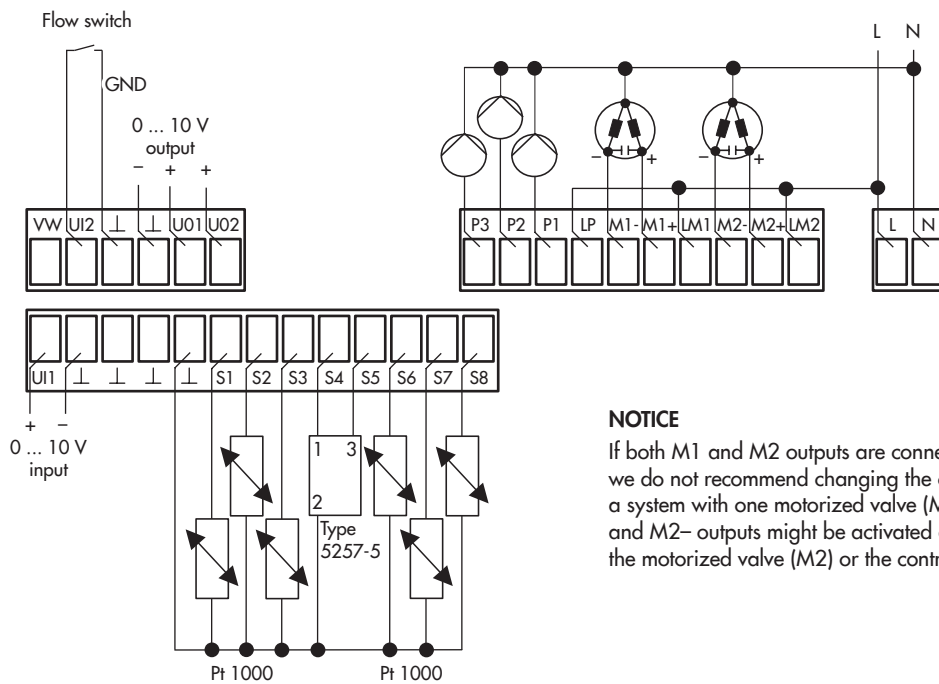 Flow switch
GND
0 ... 10 V
output
– + +
VW UI2 ⊥ ⊥ U01 U02
L N
– + – +
P3 P2 P1 LP M1- M1+ LM1 M2- M2+ LM2
L N
UI1 ⊥ ⊥ ⊥ ⊥ S1 S2 S3 S4 S5 S6 S7 S8
+ –
0 ... 10 V
input
1 3
2
Type
5257-5
Pt 1000 Pt 1000
NOTICE
If both M1 and M2 outputs are conne
we do not recommend changing the
a system with one motorized valve (M
and M2– outputs might be activated
the motorized valve (M2) or the contr